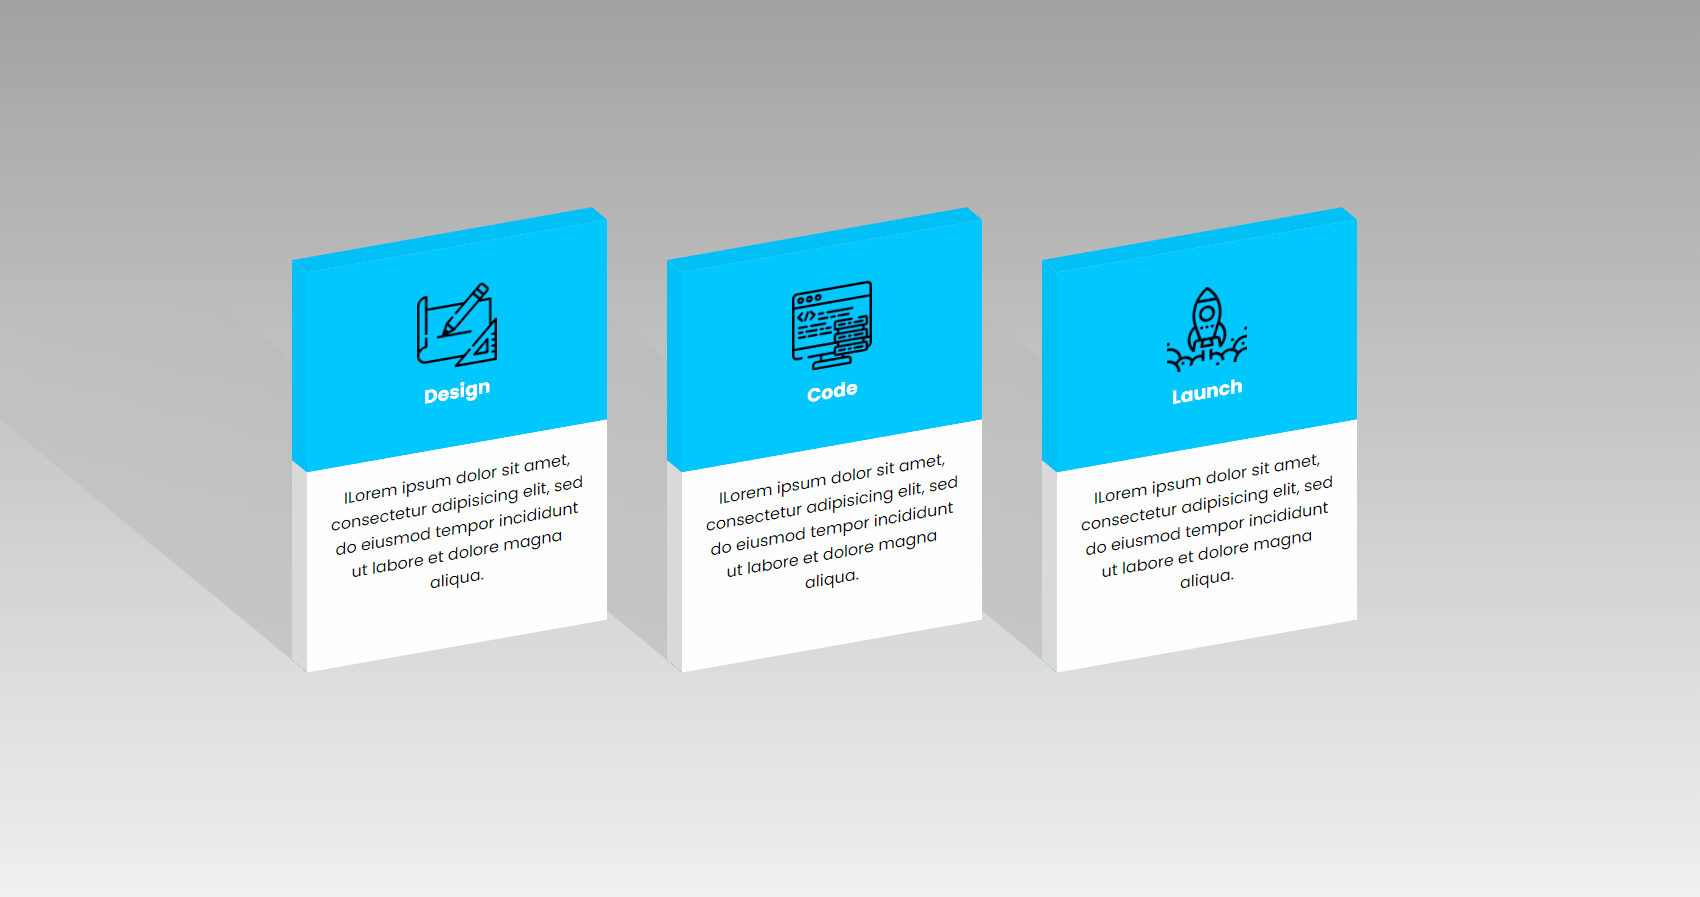 Design
lLorem ipsum dolor sit amet,
consectetur adipisicing elit, sed
do eiusmod tempor incididunt
ut labore et dolore magna
aliqua.
</>
Code
lLorem ipsum dolor sit amet,
consectetur adipisicing elit, sed
do eiusmod tempor incididunt
ut labore et dolore magna
aliqua.
Launch
lLorem ipsum dolor sit amet,
consectetur adipisicing elit, sed
do eiusmod tempor incididunt
ut labore et dolore magna
aliqua.